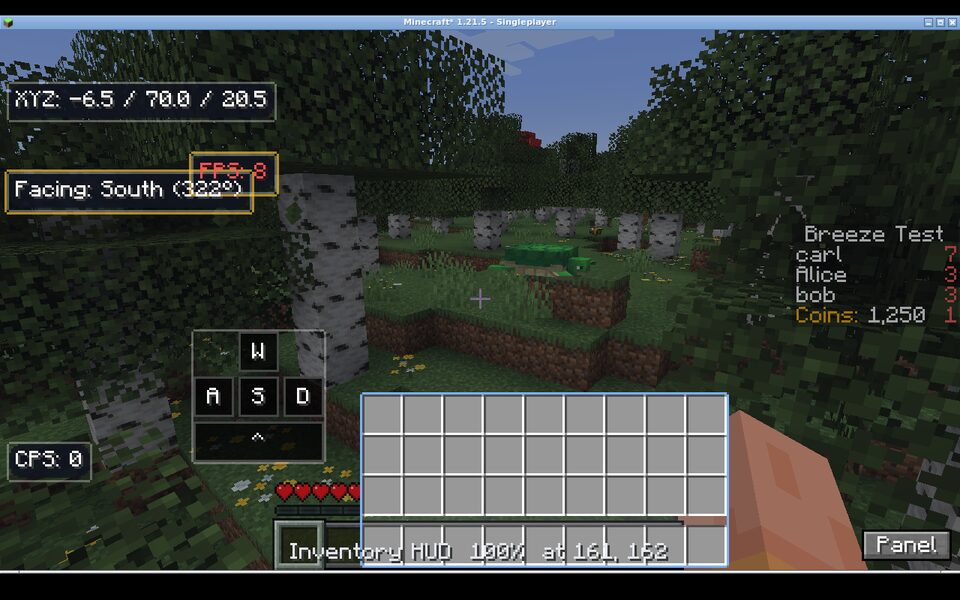 Minecraft* 1.21.5 - Singleplayer
XYZ: -6.5 / 70.0 / 20.5
FPS: 8
Facing: South (322°)
Breeze Test
carl 7
Alice 3
bob 3
Coins: 1,250 1
W
A S D
^
CPS: 0
Inventory HUD 100% at 161, 152
Panel